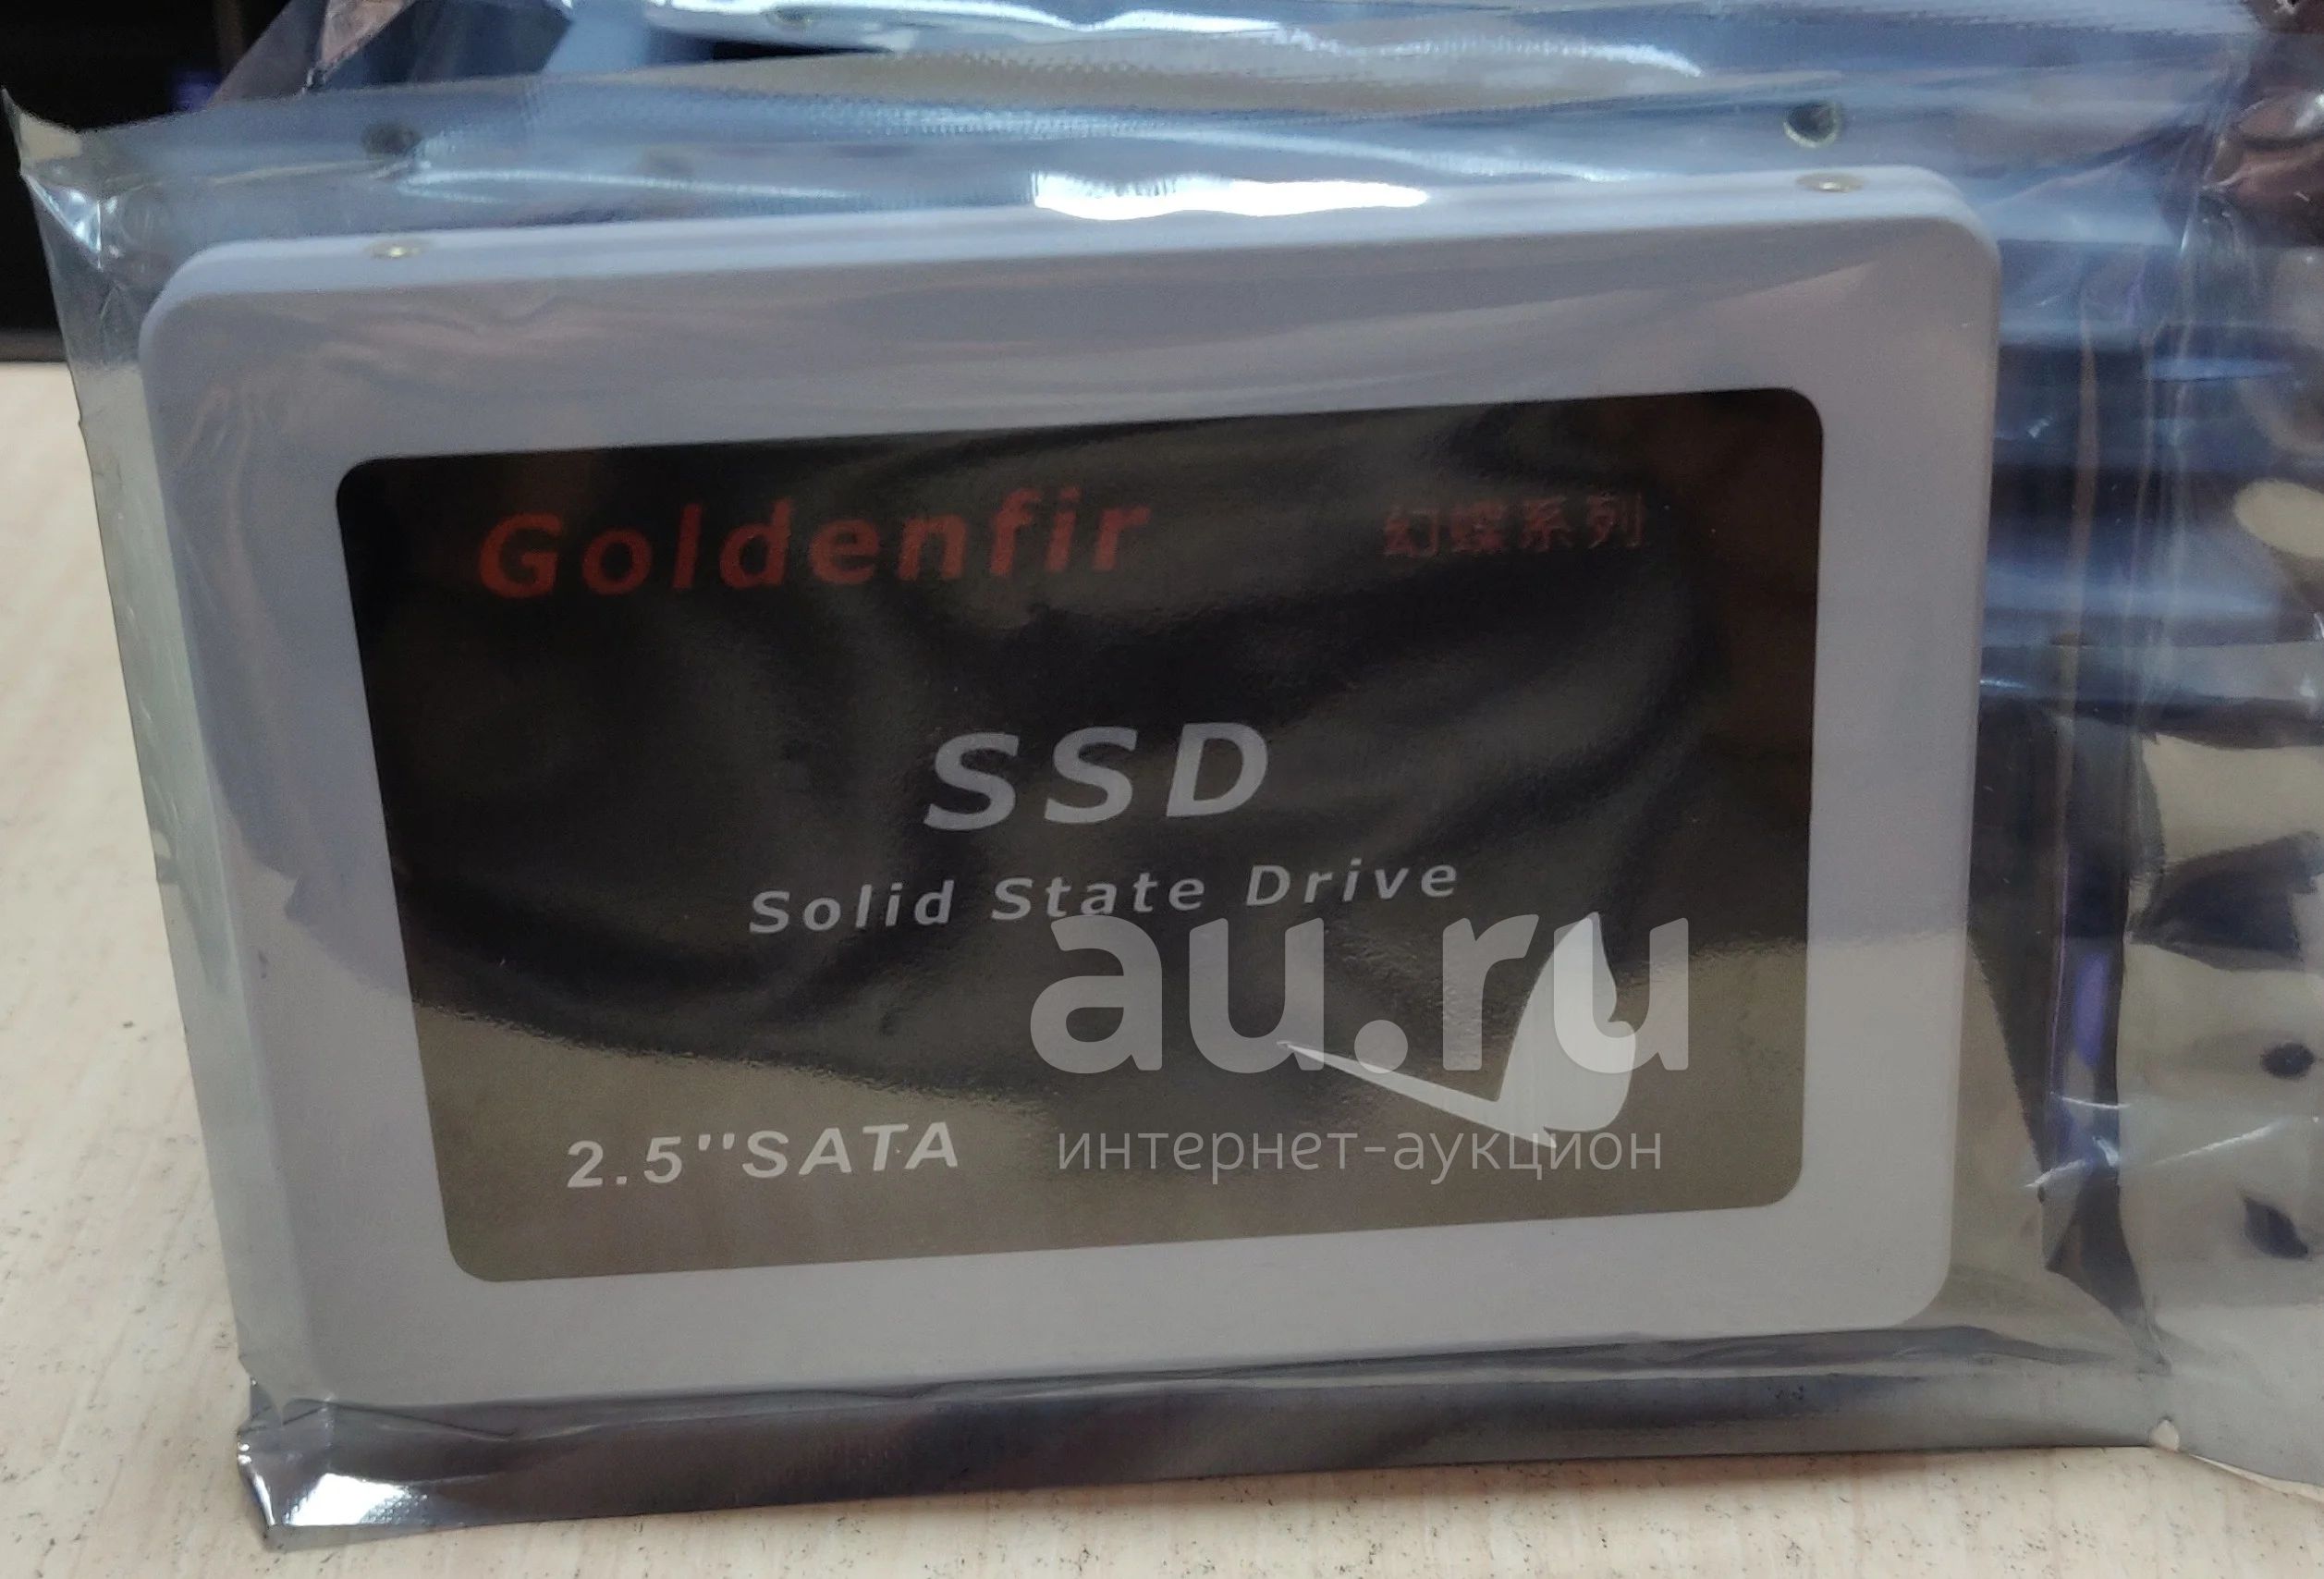 Goldenfir 幻蝶系列
SSD
Solid State Drive
au.ru
2.5"SATA
интернет-аукцион